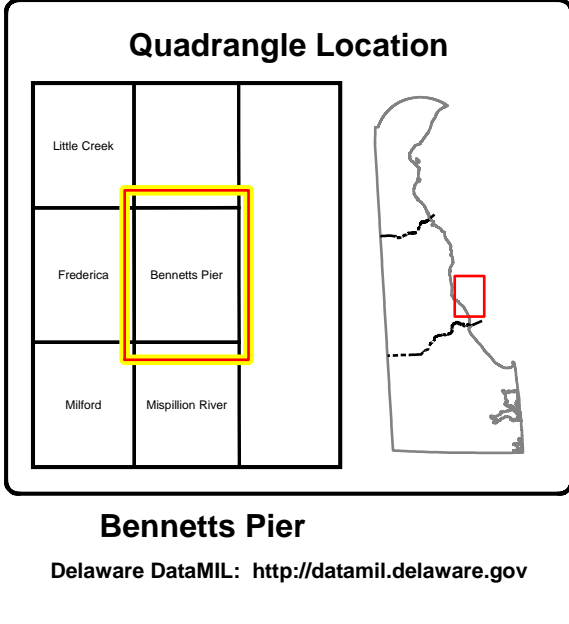 Quadrangle Location
Little Creek
Frederica
Bennetts Pier
Milford
Mispillion River
Bennetts Pier
Delaware DataMIL: http://datamil.delaware.gov